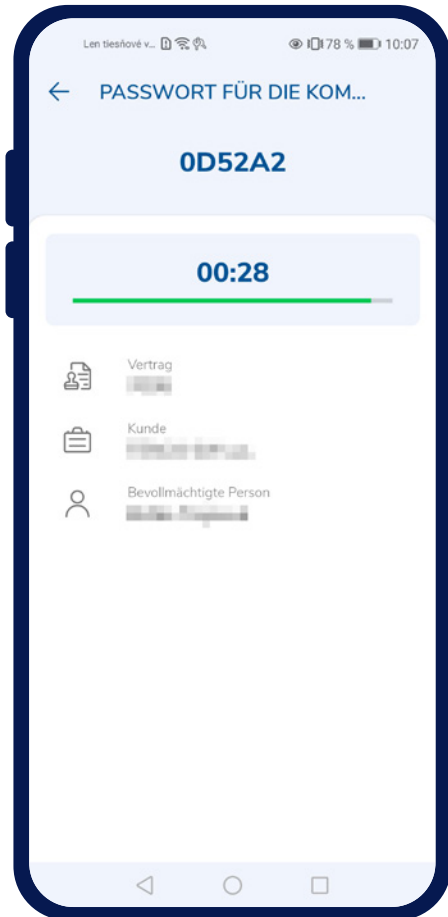 Len tiesňové v... 78 % 10:07
PASSWORT FÜR DIE KOM...
0D52A2
00:28
Vertrag
Kunde
Bevollmächtigte Person